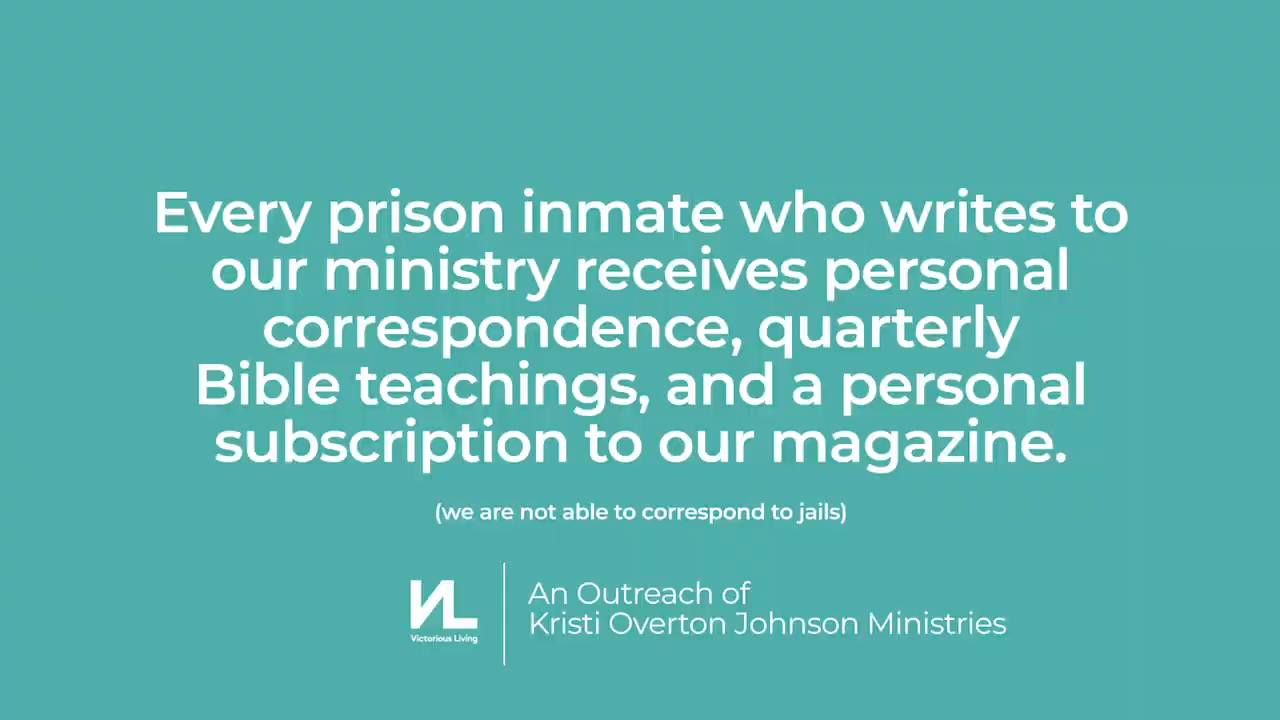 Every prison inmate who writes to
our ministry receives personal
correspondence, quarterly
Bible teachings, and a personal
subscription to our magazine.
(we are not able to correspond to jails)
VL
Victorious Living
An Outreach of
Kristi Overton Johnson Ministries